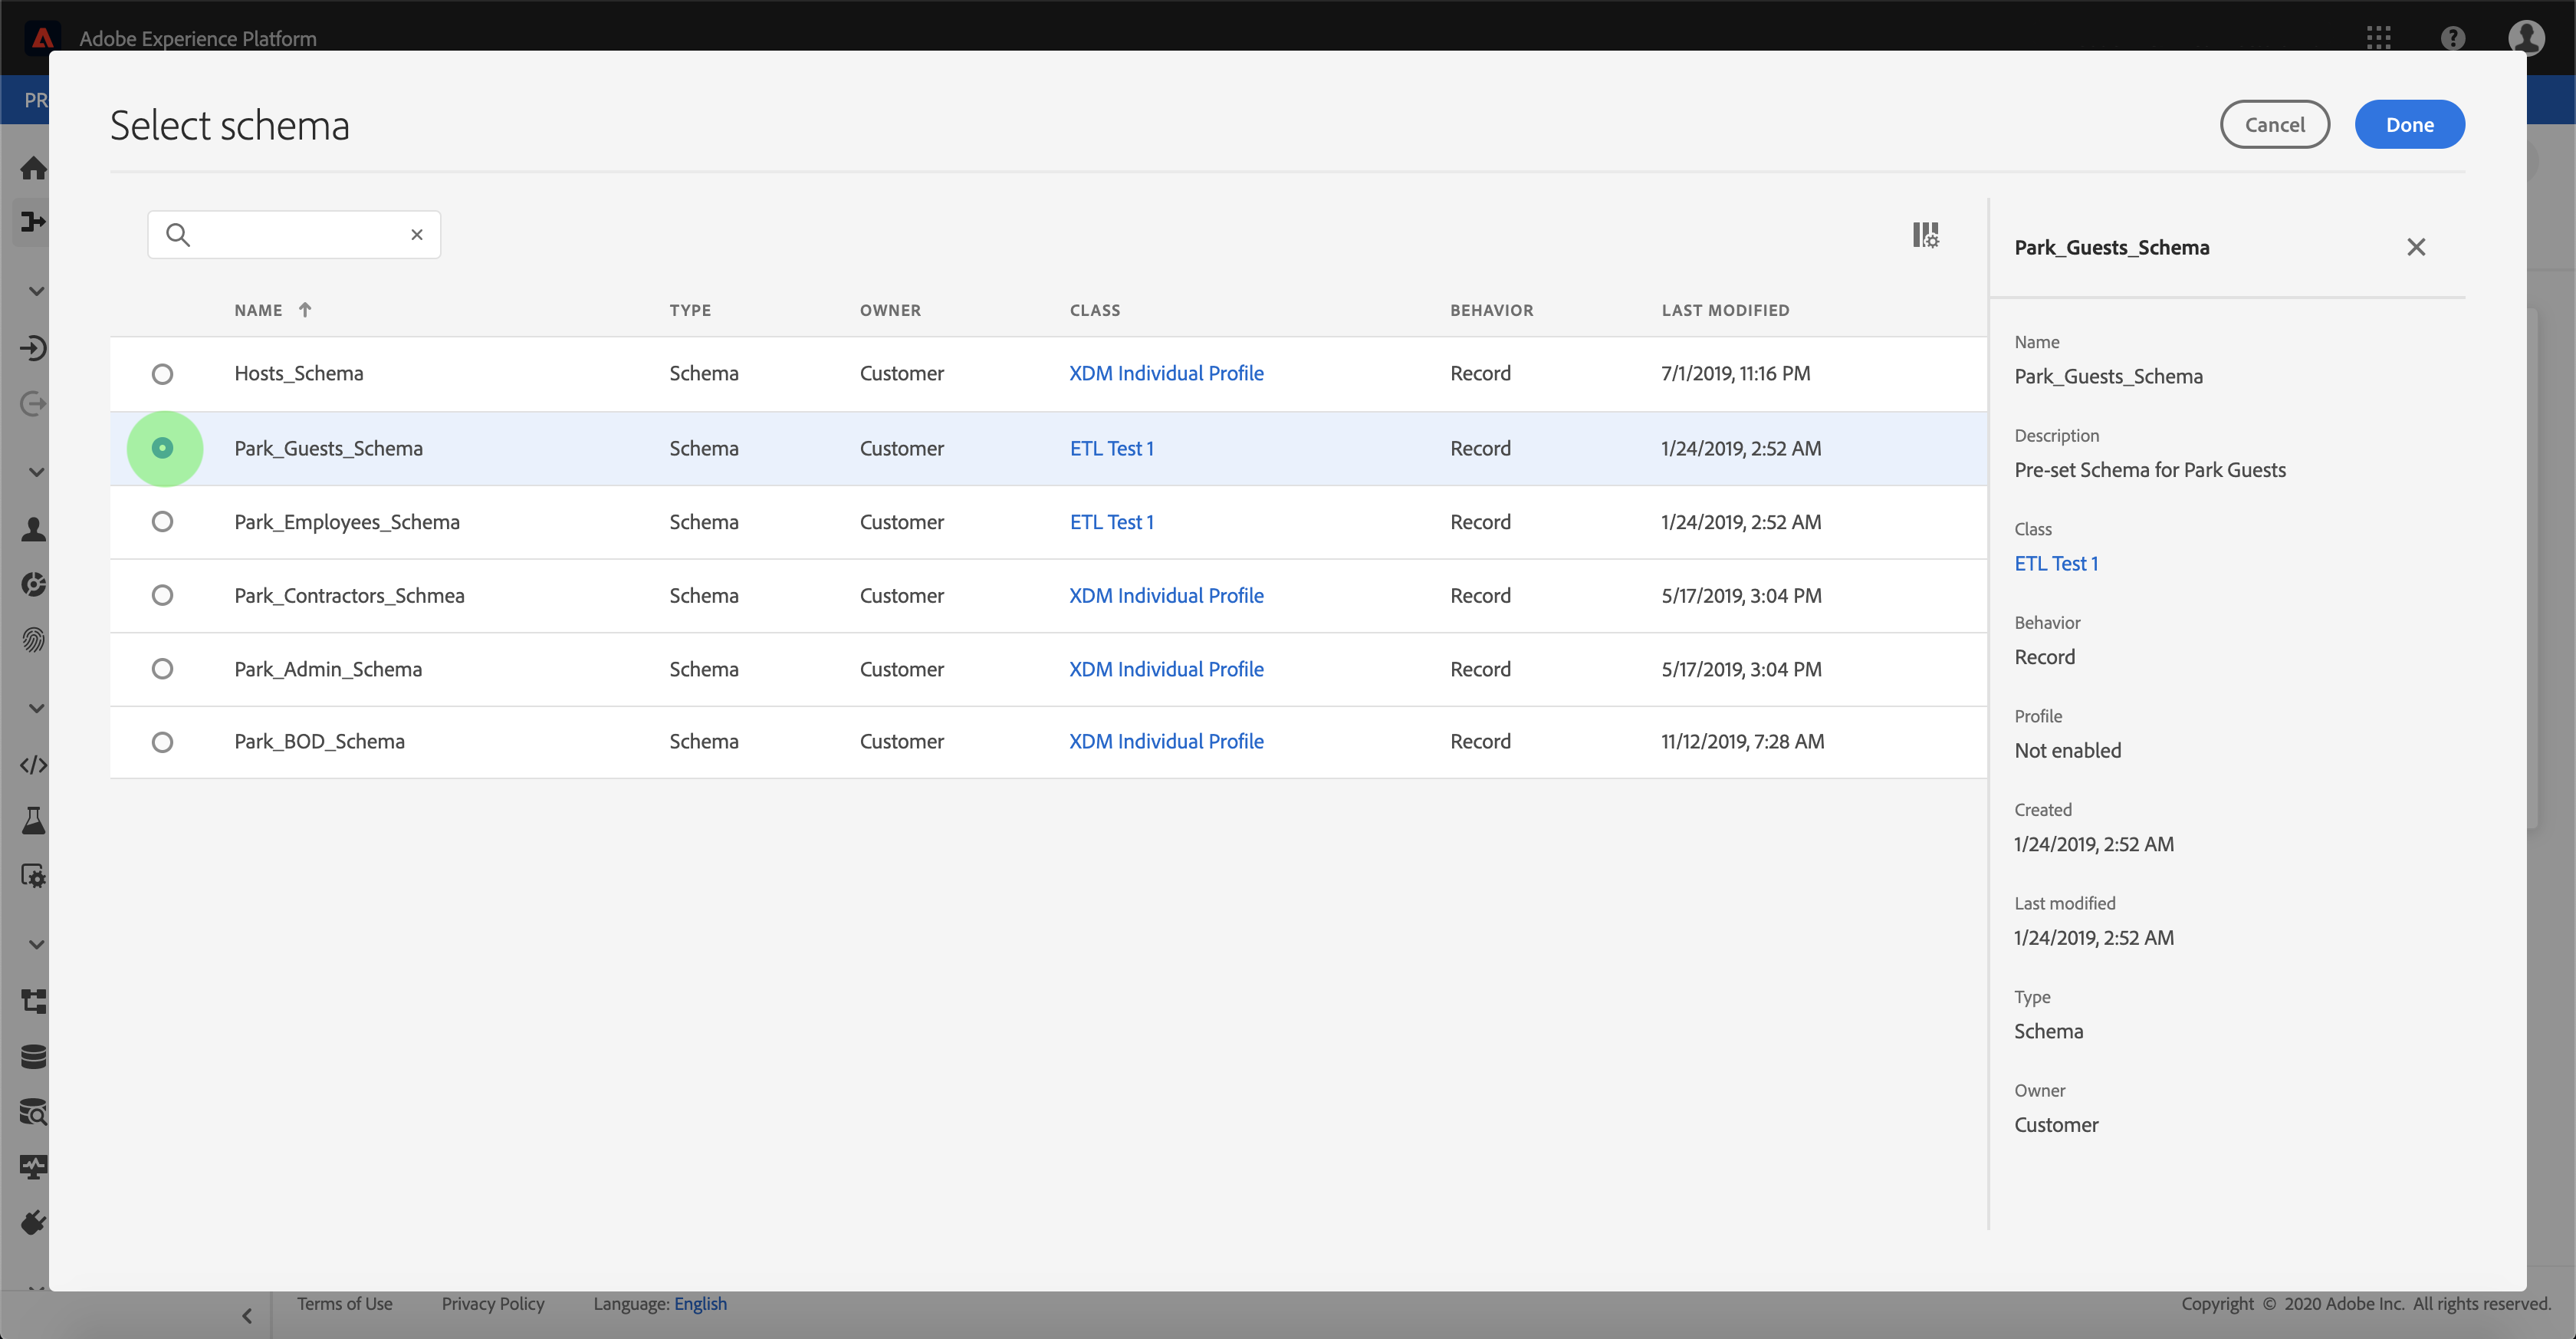 Adobe Experience Platform
PR
Select schema
Cancel
Done
NAME TYPE OWNER CLASS BEHAVIOR LAST MODIFIED
Hosts_Schema Schema Customer XDM Individual Profile Record 7/1/2019, 11:16 PM
Park_Guests_Schema Schema Customer ETL Test 1 Record 1/24/2019, 2:52 AM
Park_Employees_Schema Schema Customer ETL Test 1 Record 1/24/2019, 2:52 AM
Park_Contractors_Schmea Schema Customer XDM Individual Profile Record 5/17/2019, 3:04 PM
Park_Admin_Schema Schema Customer XDM Individual Profile Record 5/17/2019, 3:04 PM
Park_BOD_Schema Schema Customer XDM Individual Profile Record 11/12/2019, 7:28 AM
Park_Guests_Schema
Name
Park_Guests_Schema
Description
Pre-set Schema for Park Guests
Class
ETL Test 1
Behavior
Record
Profile
Not enabled
Created
1/24/2019, 2:52 AM
Last modified
1/24/2019, 2:52 AM
Type
Schema
Owner
Customer
Terms of Use Privacy Policy Language: English Copyright © 2020 Adobe Inc. All rights reserved.